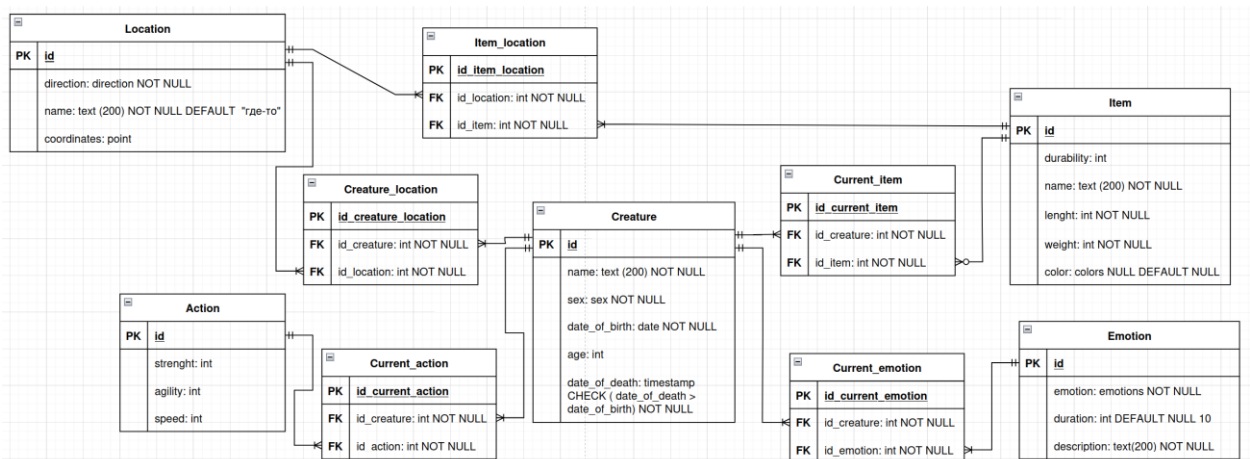 Location
PK id
direction: direction NOT NULL
name: text (200) NOT NULL DEFAULT "где-то"
coordinates: point
Item_location
PK id_item_location
FK id_location: int NOT NULL
FK id_item: int NOT NULL
Item
PK id
durability: int
name: text (200) NOT NULL
lenght: int NOT NULL
weight: int NOT NULL
color: colors NULL DEFAULT NULL
Creature_location
PK id_creature_location
FK id_creature: int NOT NULL
FK id_location: int NOT NULL
Creature
PK id
name: text (200) NOT NULL
sex: sex NOT NULL
date_of_birth: date NOT NULL
age: int
date_of_death: timestamp
CHECK ( date_of_death >
date_of_birth) NOT NULL
Current_item
PK id_current_item
FK id_creature: int NOT NULL
FK id_item: int NOT NULL
Action
PK id
strenght: int
agility: int
speed: int
Current_action
PK id_current_action
FK id_creature: int NOT NULL
FK id_action: int NOT NULL
Current_emotion
PK id_current_emotion
FK id_creature: int NOT NULL
FK id_emotion: int NOT NULL
Emotion
PK id
emotion: emotions NOT NULL
duration: int DEFAULT NULL 10
description: text(200) NOT NULL